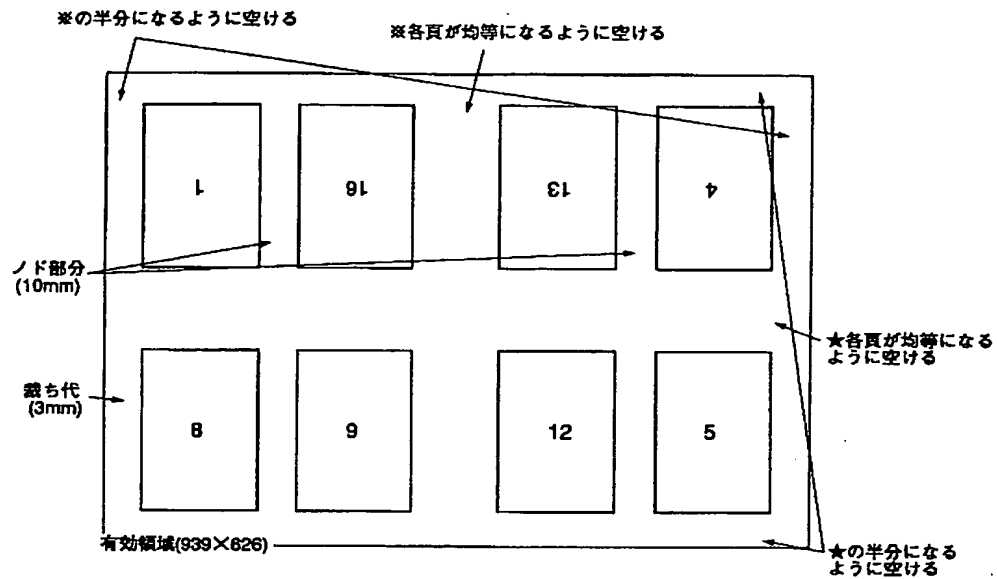 ※の半分になるように空ける
※各頁が均等になるように空ける
1
16
13
4
ノド部分
(10mm)
★各頁が均等になる
ように空ける
裁ち代
(3mm)
8
9
12
5
有効領域(939×626)
★の半分になる
ように空ける